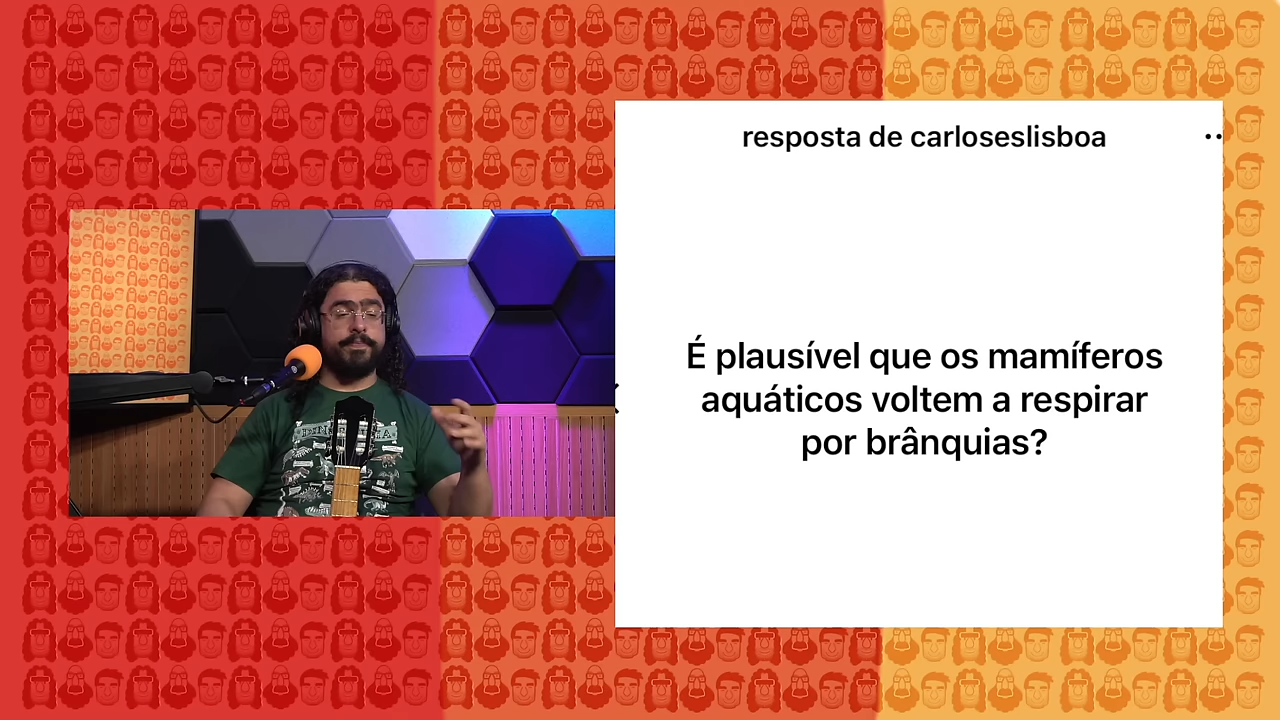 resposta de carloseslisboa
É plausível que os mamíferos
aquáticos voltem a respirar
por brânquias?